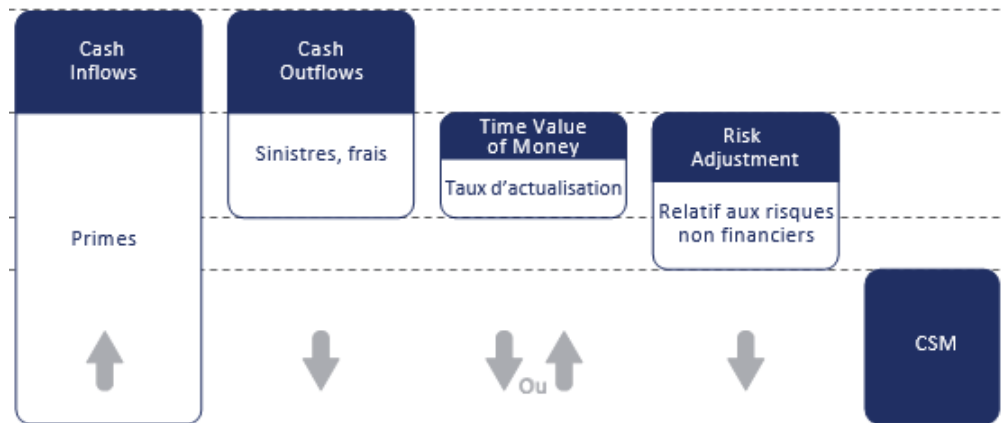 Cash
Inflows
Primes
Cash
Outflows
Sinistres, frais
Time Value
of Money
Taux d'actualisation
Ou
Risk
Adjustment
Relatif aux risques
non financiers
CSM